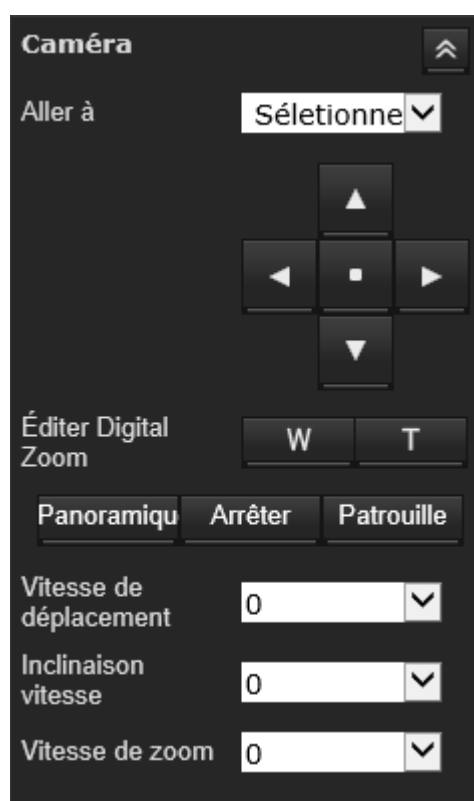 Caméra
Aller à
Séletionne
Éditer Digital
Zoom
W T
Panoramiqu Arrêter Patrouille
Vitesse de
déplacement
0
Inclinaison
vitesse
0
Vitesse de zoom 0